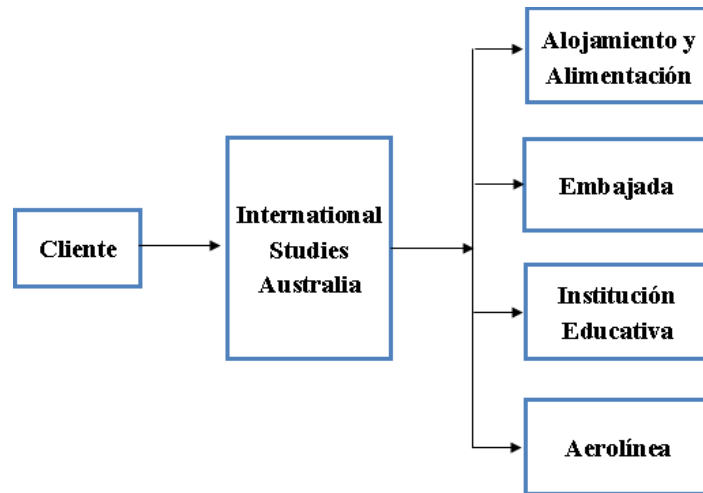 Cliente
International
Studies
Australia
Alojamiento y
Alimentación
Embajada
Institución
Educativa
Aerolínea